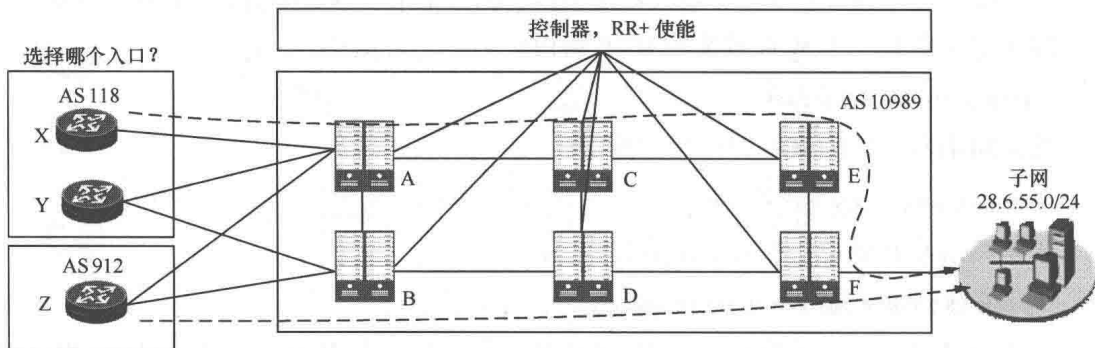 控制器，RR+ 使能
选择哪个入口？
AS 118
AS 10989
X
A
C
E
子网
28.6.55.0/24
Y
AS 912
Z
B
D
F